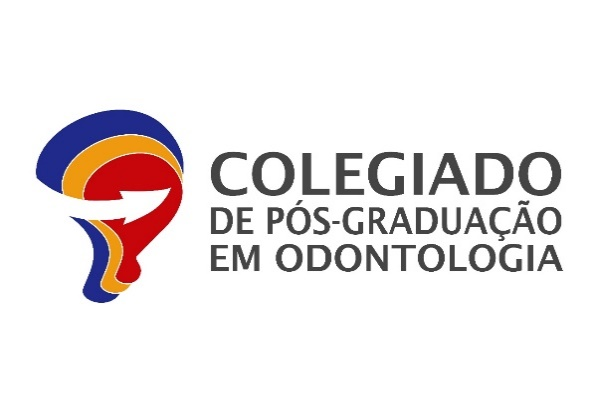 COLEGIADO
DE PÓS-GRADUAÇÃO
EM ODONTOLOGIA